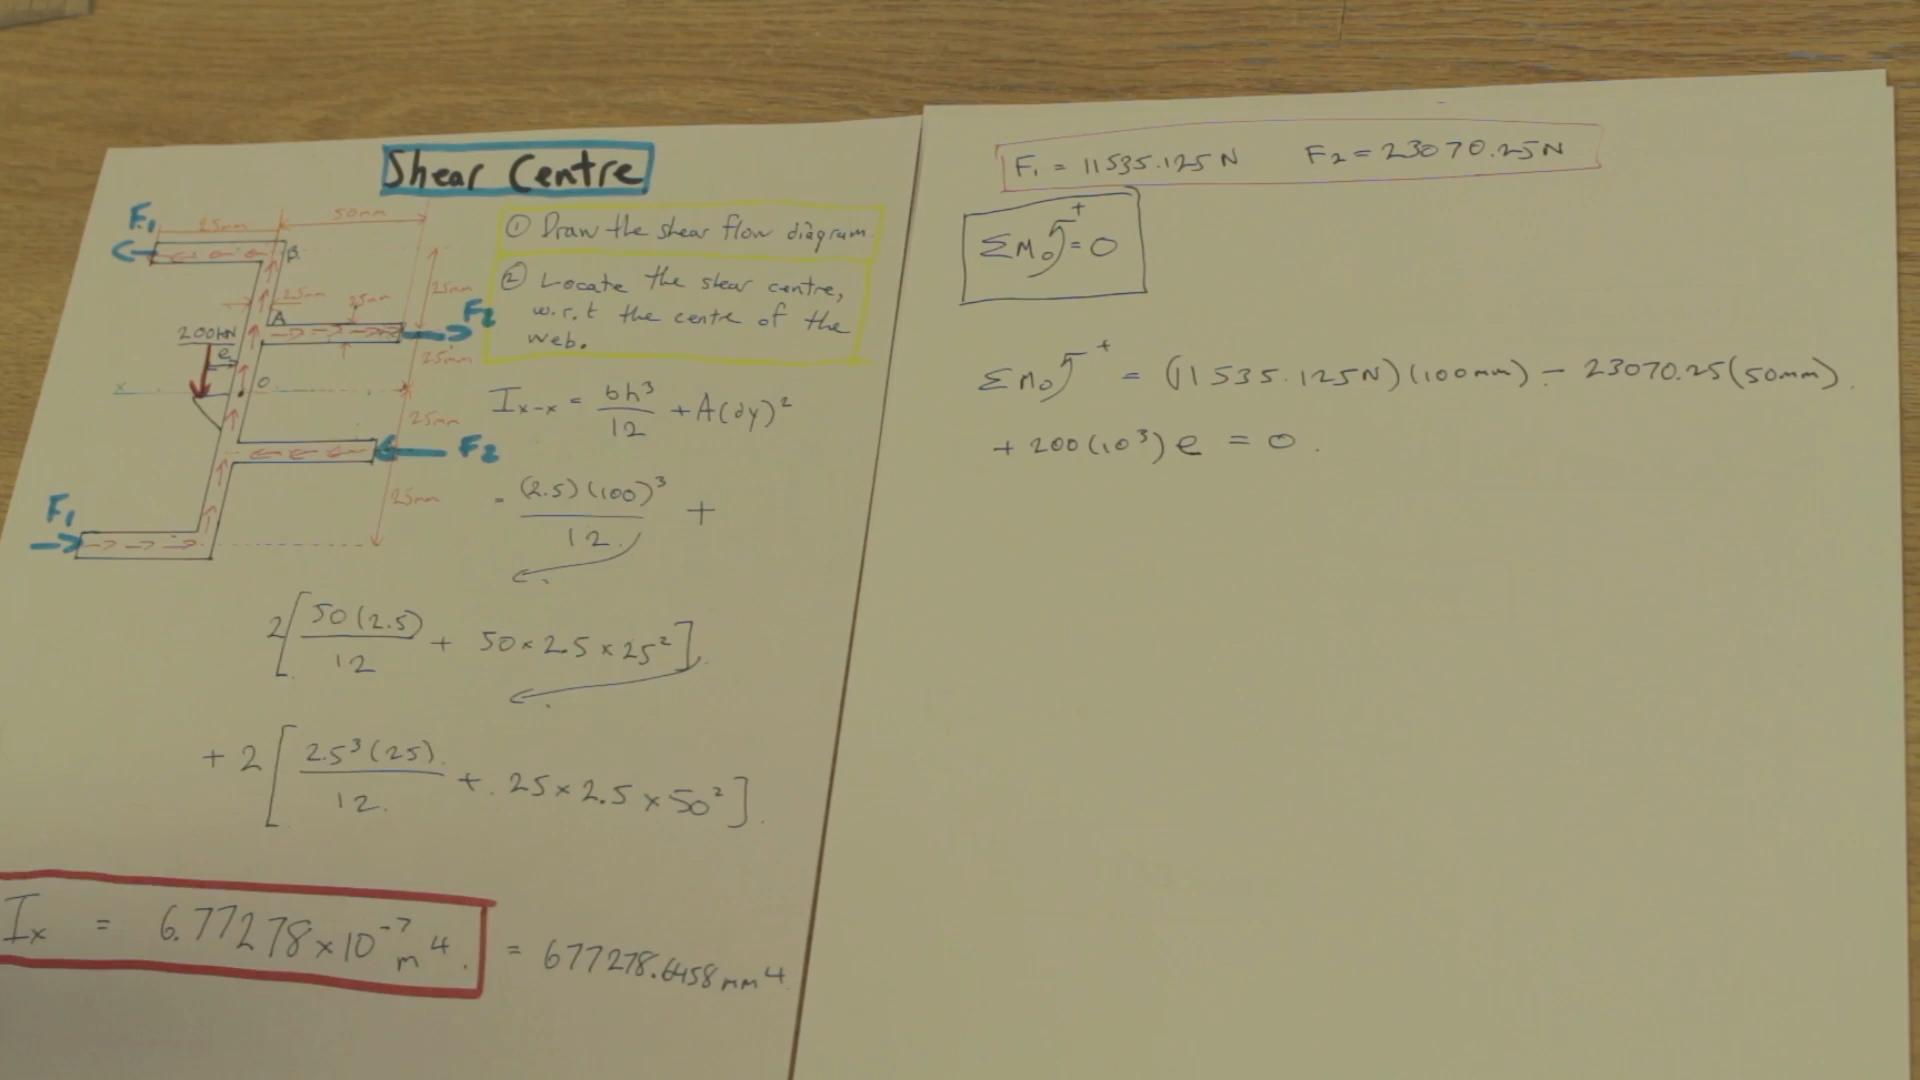 Shear Centre
F1
25mm
50mm
B
① Draw the shear flow diagram.
② Locate the shear centre,
w.r.t the centre of the
web.
25mm
25mm
25mm
A
F2
200kN
e
25mm
O
x
25mm
F2
25mm
F1
Ix-x = bh³/12 + A(dy)²
= (2.5)(100)³/12 +
2[50(2.5)/12 + 50×2.5×25²]
+ 2[2.5³(25)/12 + 25×2.5×50²]
Ix = 6.77278×10⁻⁷ m⁴ = 677278.6458mm⁴
F1 = 11535.125N F2 = 23070.25N
ΣMo + = 0
ΣMo + = (11535.125N)(100mm) - 23070.25(50mm)
+ 200(10³)e = 0.